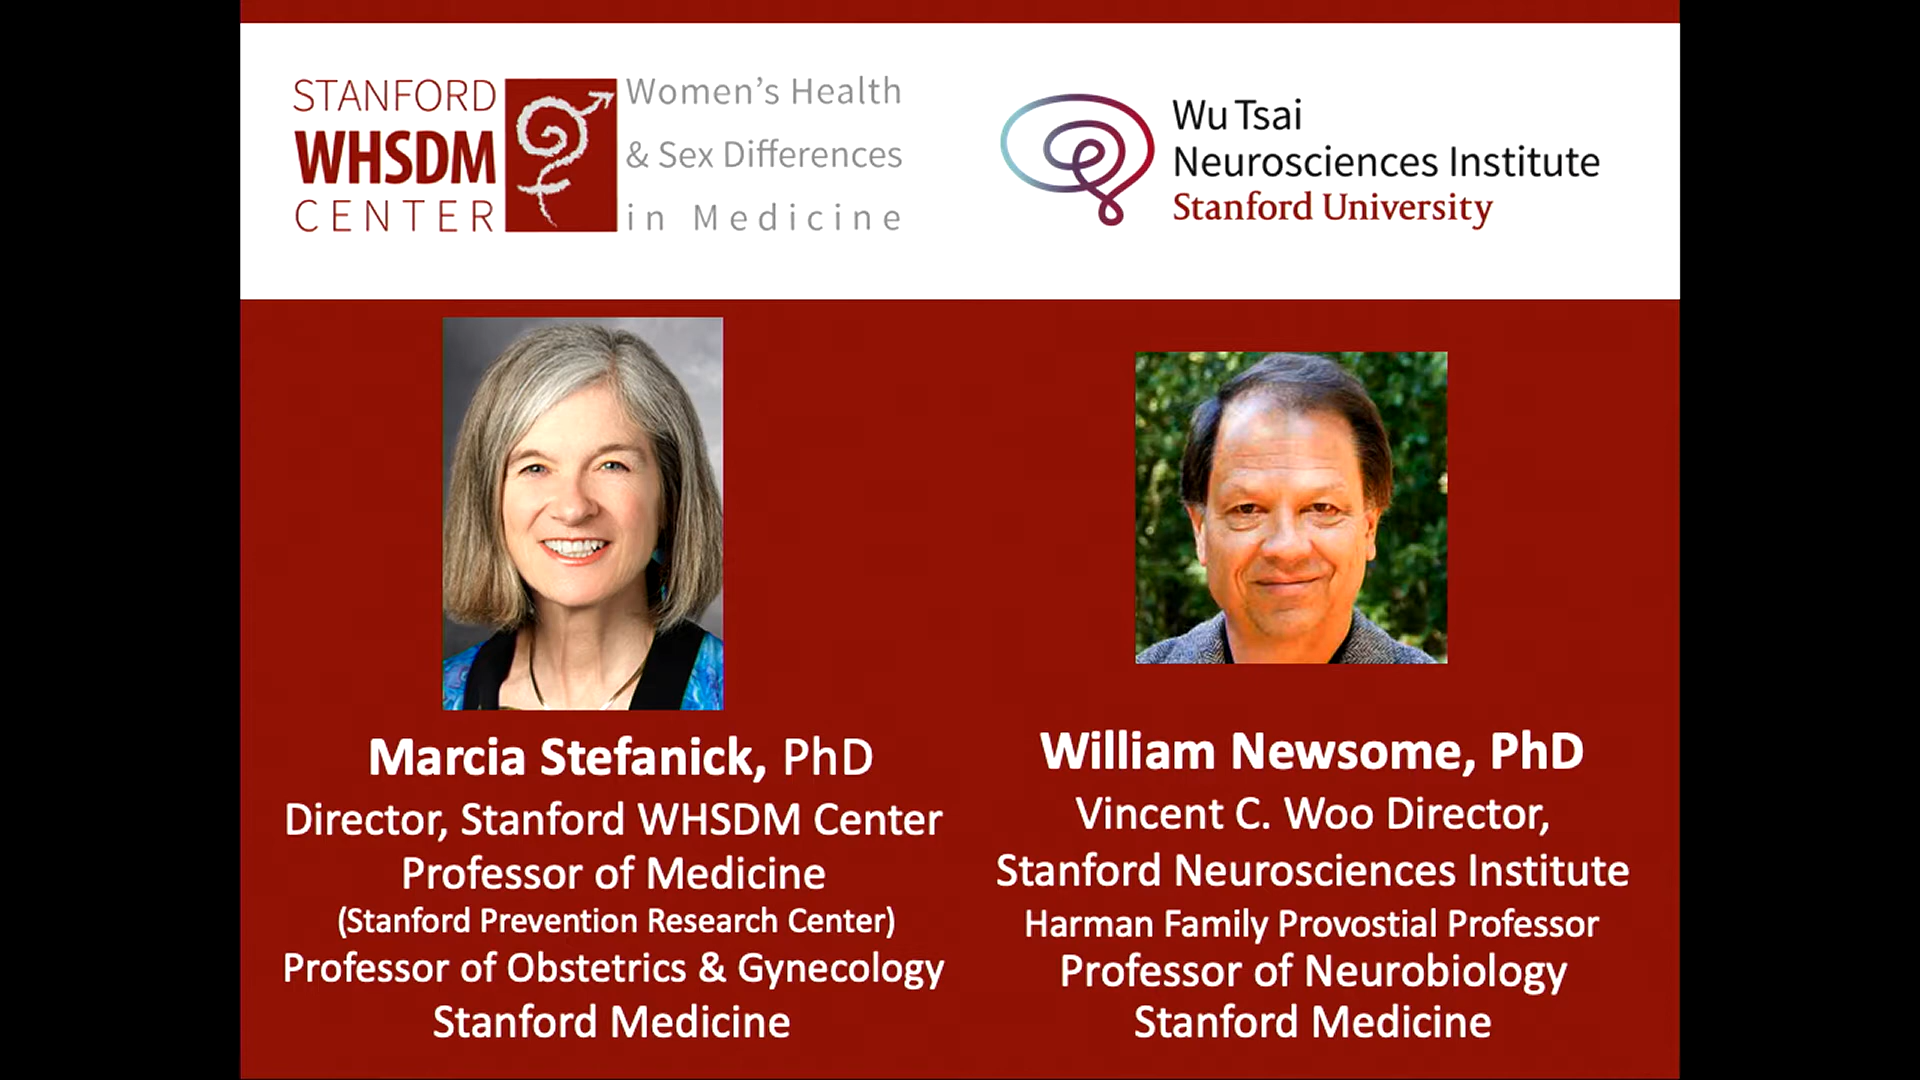 STANFORD
WHSDM
CENTER
Women’s Health
& Sex Differences
in Medicine
Wu Tsai
Neurosciences Institute
Stanford University
Marcia Stefanick, PhD
Director, Stanford WHSDM Center
Professor of Medicine
(Stanford Prevention Research Center)
Professor of Obstetrics & Gynecology
Stanford Medicine
William Newsome, PhD
Vincent C. Woo Director,
Stanford Neurosciences Institute
Harman Family Provostial Professor
Professor of Neurobiology
Stanford Medicine